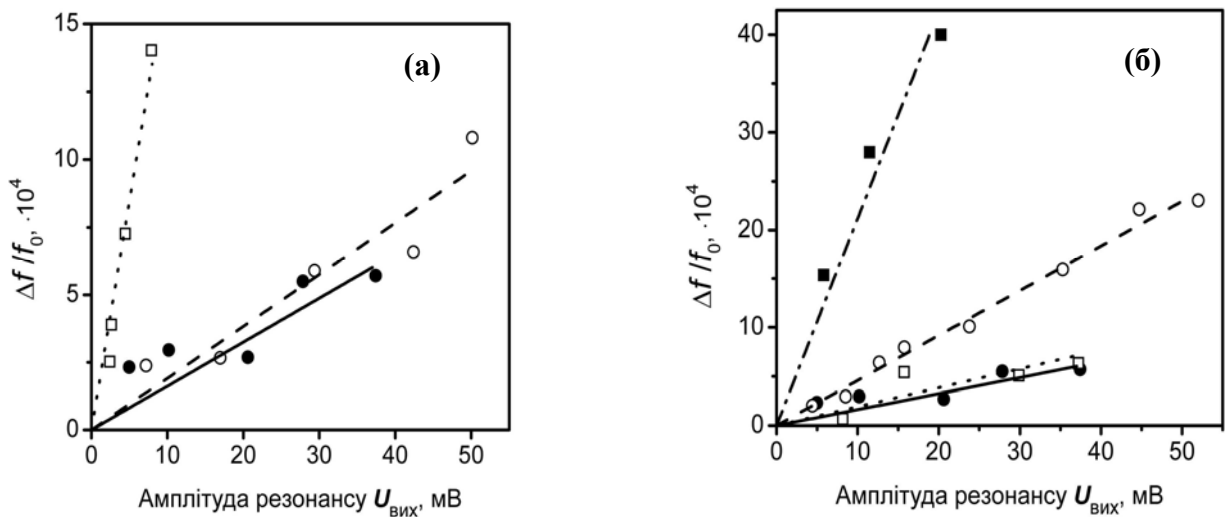 (а)
15
10
5
0
Δf /f₀, ·10⁴
0 10 20 30 40 50
Амплітуда резонансу Uвих, мВ
(б)
40
30
20
10
0
Δf /f₀, ·10⁴
0 10 20 30 40 50
Амплітуда резонансу Uвих, мВ